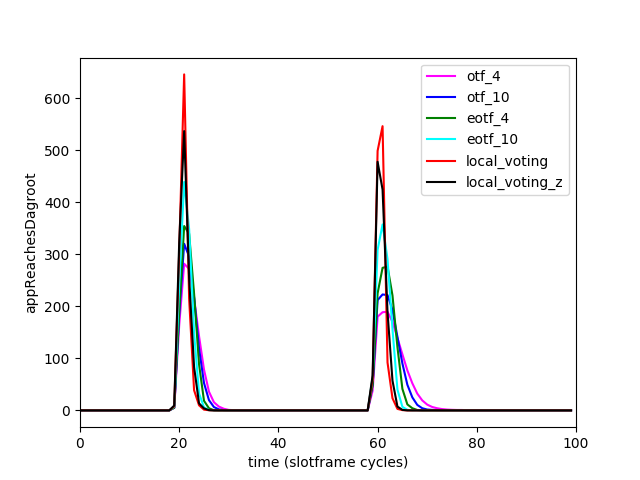 otf_4
otf_10
eotf_4
eotf_10
local_voting
local_voting_z
appReachesDagroot
600
500
400
300
200
100
0
0 20 40 60 80 100
time (slotframe cycles)